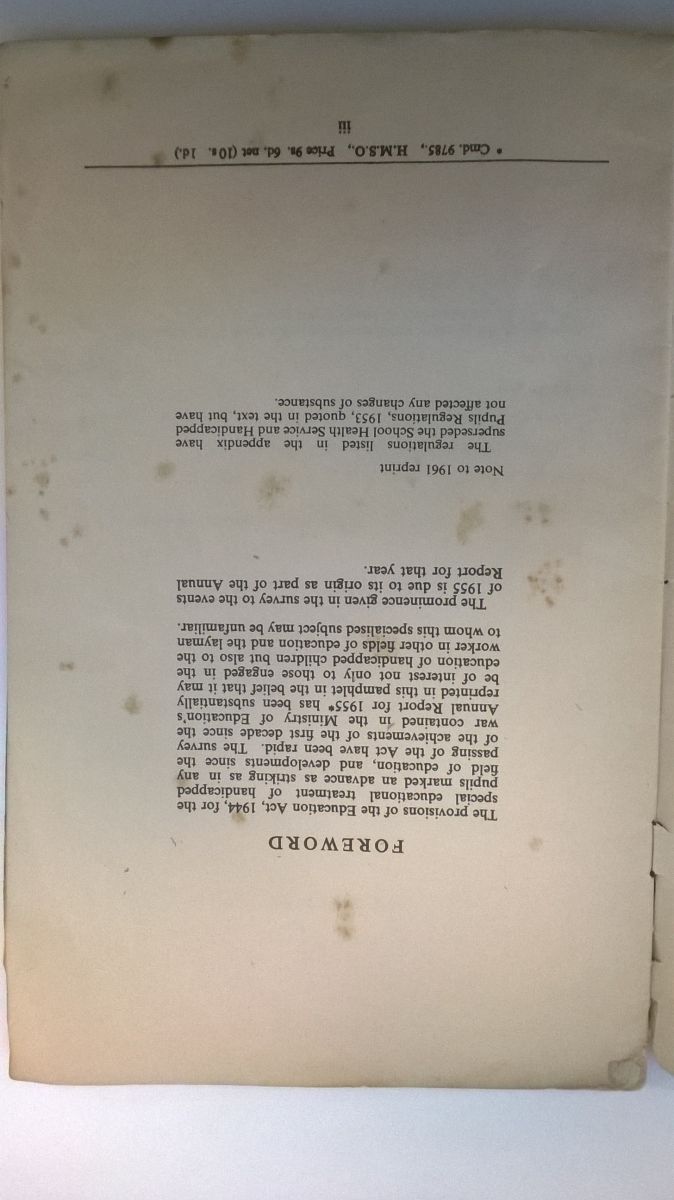 FOREWORD
The provisions of the Education Act, 1944, for the
special educational treatment of handicapped
pupils marked an advance as striking as in any
field of education, and developments since the
passing of the Act have been rapid. The survey
of the achievements of the first decade since the
war contained in the Ministry of Education's
Annual Report for 1955* has been substantially
reprinted in this pamphlet in the belief that it may
be of interest not only to those engaged in the
education of handicapped children but also to the
worker in other fields of education and the layman
to whom this specialised subject may be unfamiliar.
The prominence given in the survey to the events
of 1955 is due to its origin as part of the Annual
Report for that year.
Note to 1961 reprint
The regulations listed in the appendix have
superseded the School Health Service and Handicapped
Pupils Regulations, 1953, quoted in the text, but have
not affected any changes of substance.
* Cmd. 9785., H.M.S.O., Price 9s. 6d. net (10s. 1d.)
iii